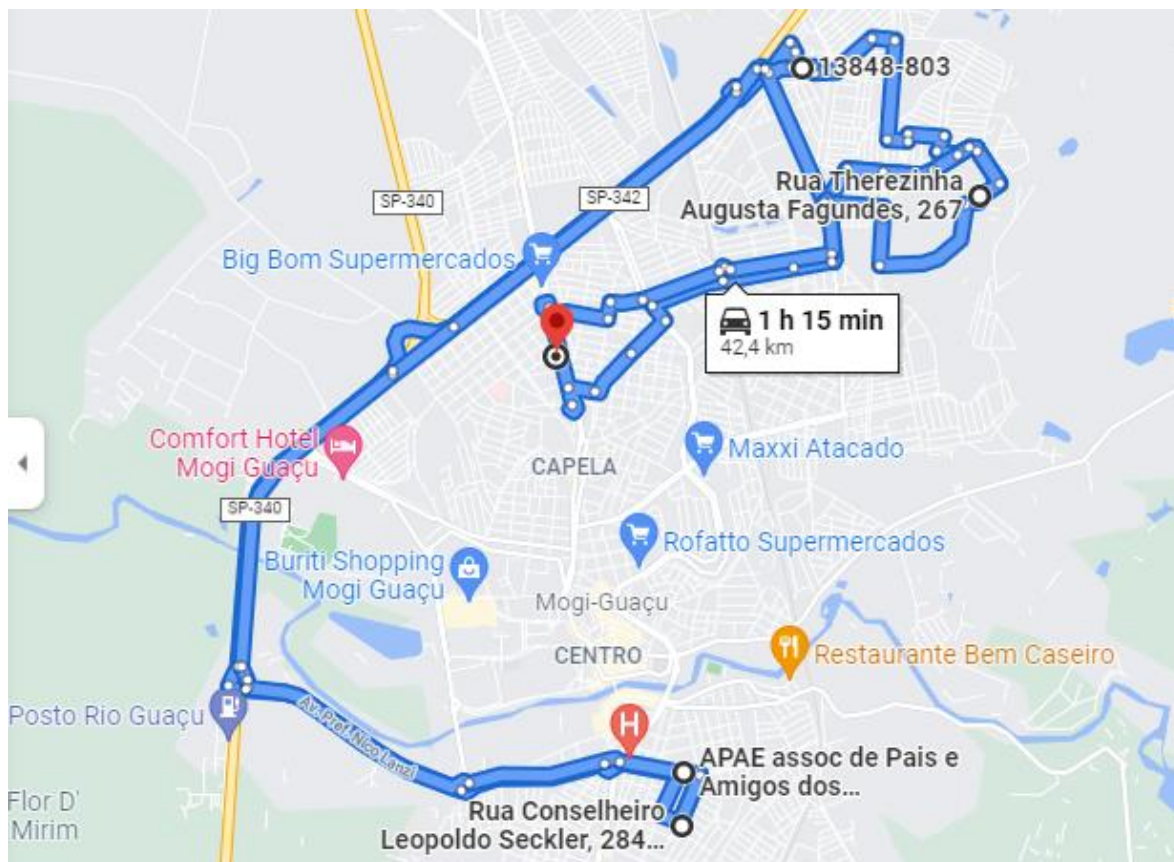 13848-803
Rua Therezinha
Augusta Fagundes, 267
SP-340
SP-342
Big Bom Supermercados
1 h 15 min
42,4 km
Comfort Hotel
Mogi Guaçu
CAPELA
Maxxi Atacado
SP-340
Buriti Shopping
Mogi Guaçu
Rofatto Supermercados
Mogi-Guaçu
CENTRO
Restaurante Bem Caseiro
Posto Rio Guaçu
Av. Prof. Nico Lanzi
H
APAE assoc de Pais e
Amigos dos...
Rua Conselheiro
Leopoldo Seckler, 284...
Flor D'
Mirim